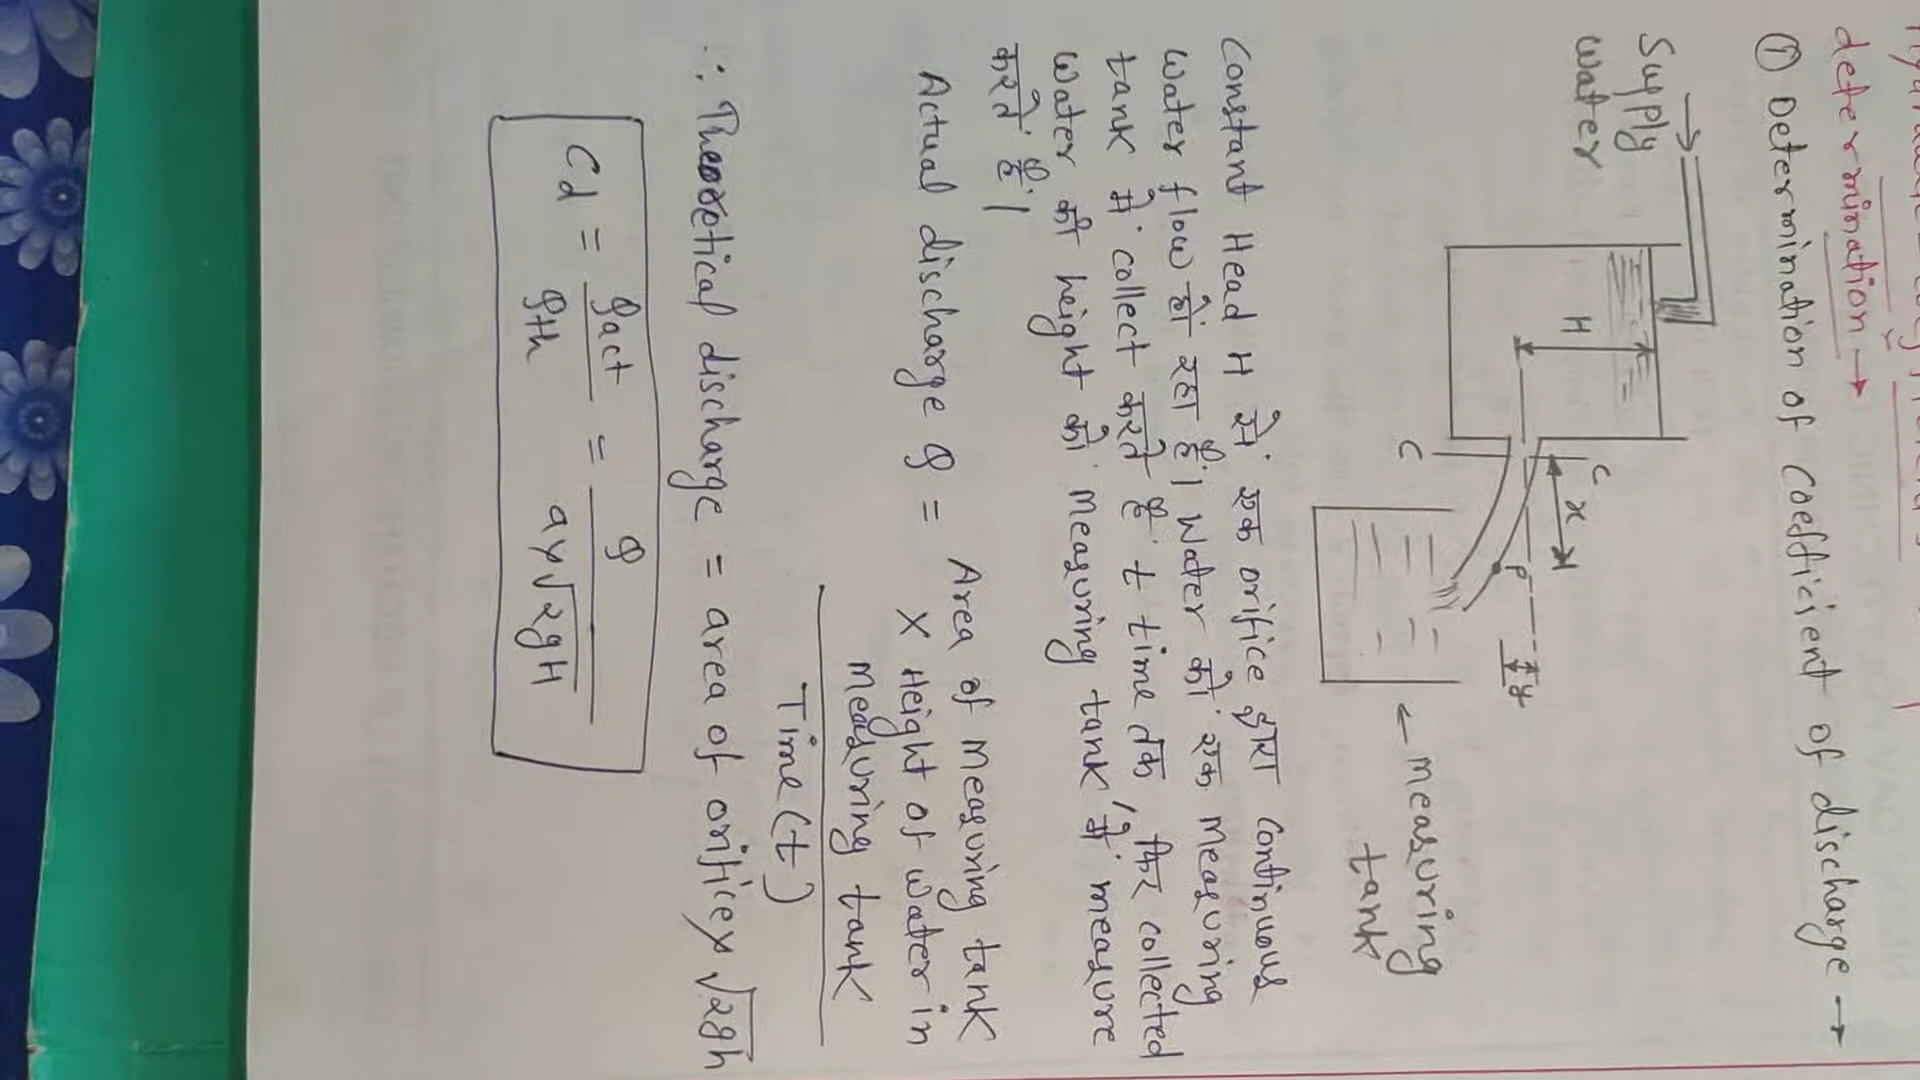 determination →
① Determination of coefficient of discharge →
Supply
water
H
C
C
x
P
y
← measuring
tank
Constant Head H से एक orifice द्वारा continuous
water flow हो रहा है। water को एक measuring
tank में collect करते है t time तक, फिर collected
water की height को measuring tank में measure
करते है।
Actual discharge Q = Area of measuring tank
× Height of water in
measuring tank
Time (t)
∴ Theoretical discharge = area of orifice × √2gh
Cd = Qact / Qth = Q / a×√2gH